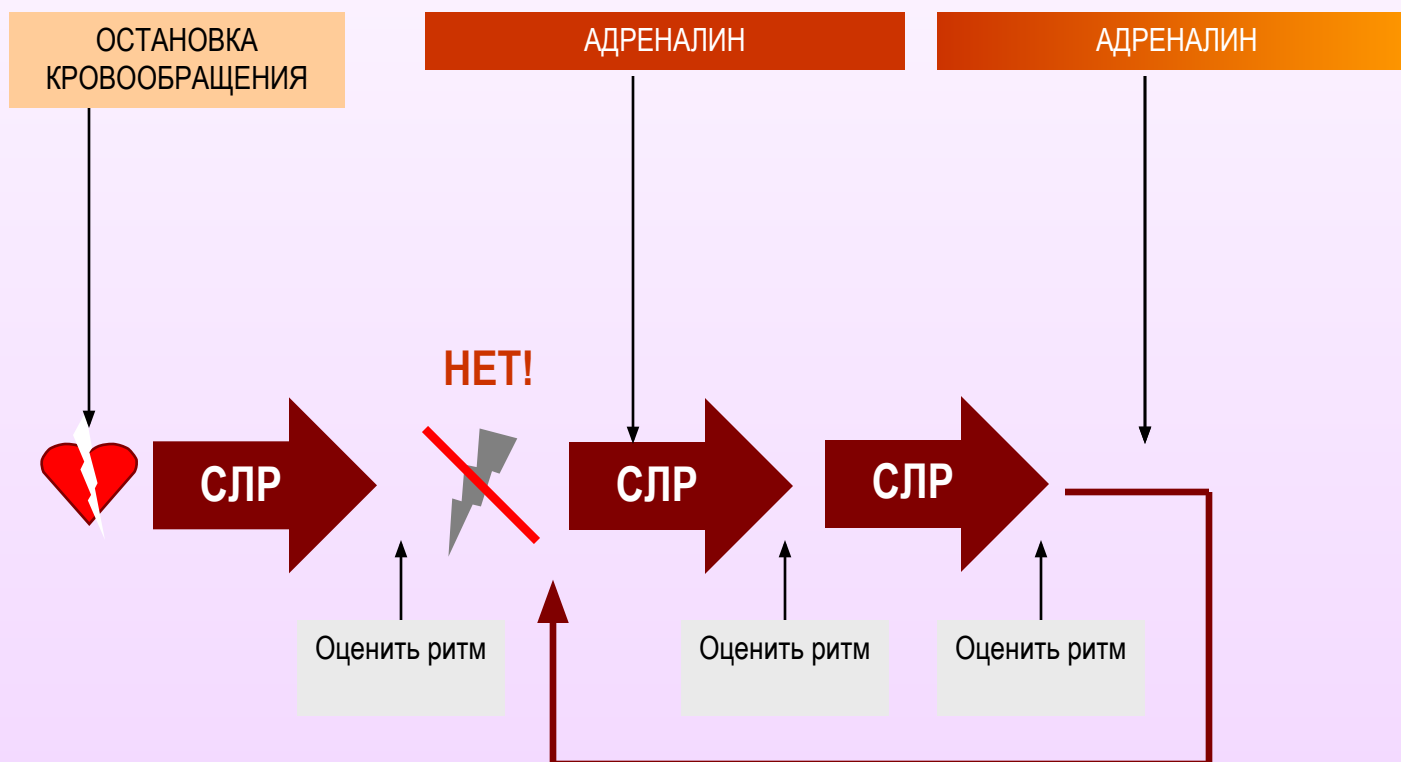 ОСТАНОВКА
КРОВООБРАЩЕНИЯ
АДРЕНАЛИН
АДРЕНАЛИН
НЕТ!
СЛР
СЛР
СЛР
Оценить ритм
Оценить ритм
Оценить ритм